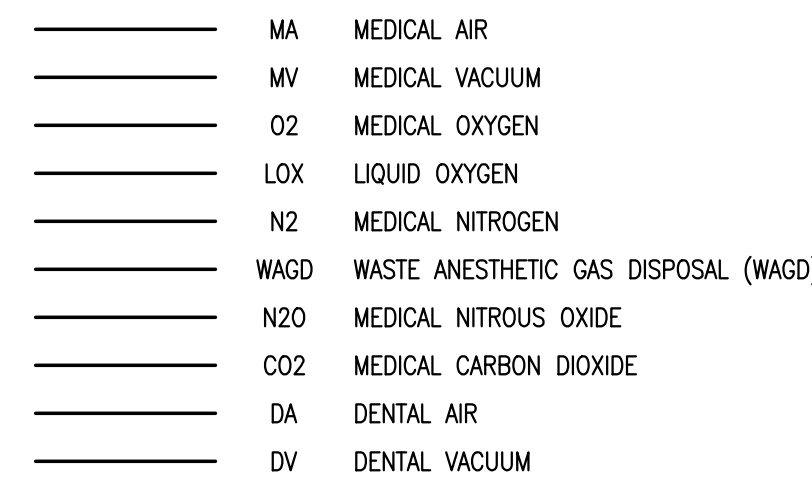 MA MEDICAL AIR
MV MEDICAL VACUUM
O2 MEDICAL OXYGEN
LOX LIQUID OXYGEN
N2 MEDICAL NITROGEN
WAGD WASTE ANESTHETIC GAS DISPOSAL (WAGD)
N2O MEDICAL NITROUS OXIDE
CO2 MEDICAL CARBON DIOXIDE
DA DENTAL AIR
DV DENTAL VACUUM